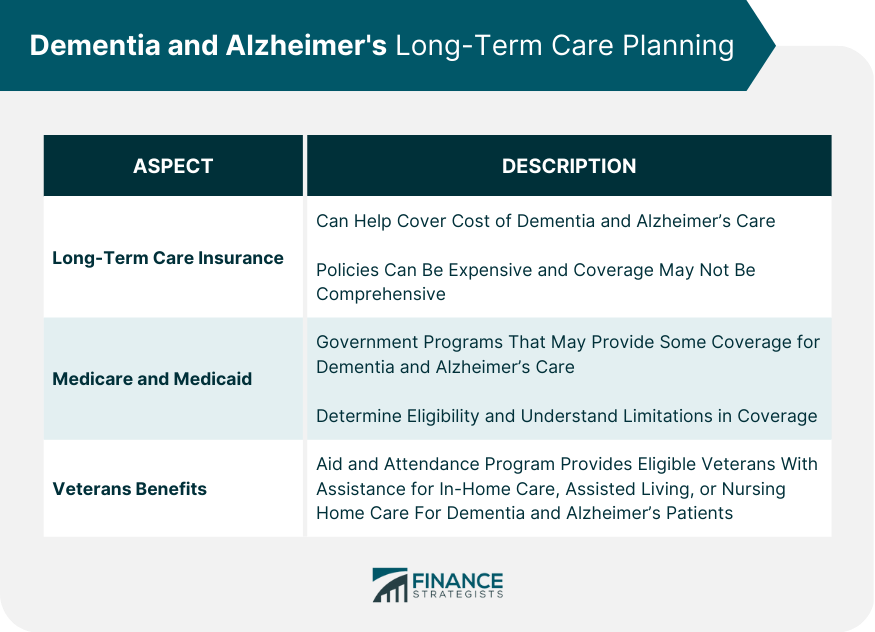 Dementia and Alzheimer's Long-Term Care Planning
ASPECT
DESCRIPTION
Long-Term Care Insurance
Can Help Cover Cost of Dementia and Alzheimer’s Care
Policies Can Be Expensive and Coverage May Not Be
Comprehensive
Medicare and Medicaid
Government Programs That May Provide Some Coverage for
Dementia and Alzheimer’s Care
Determine Eligibility and Understand Limitations in Coverage
Veterans Benefits
Aid and Attendance Program Provides Eligible Veterans With
Assistance for In-Home Care, Assisted Living, or Nursing
Home Care For Dementia and Alzheimer’s Patients
FINANCE
STRATEGISTS